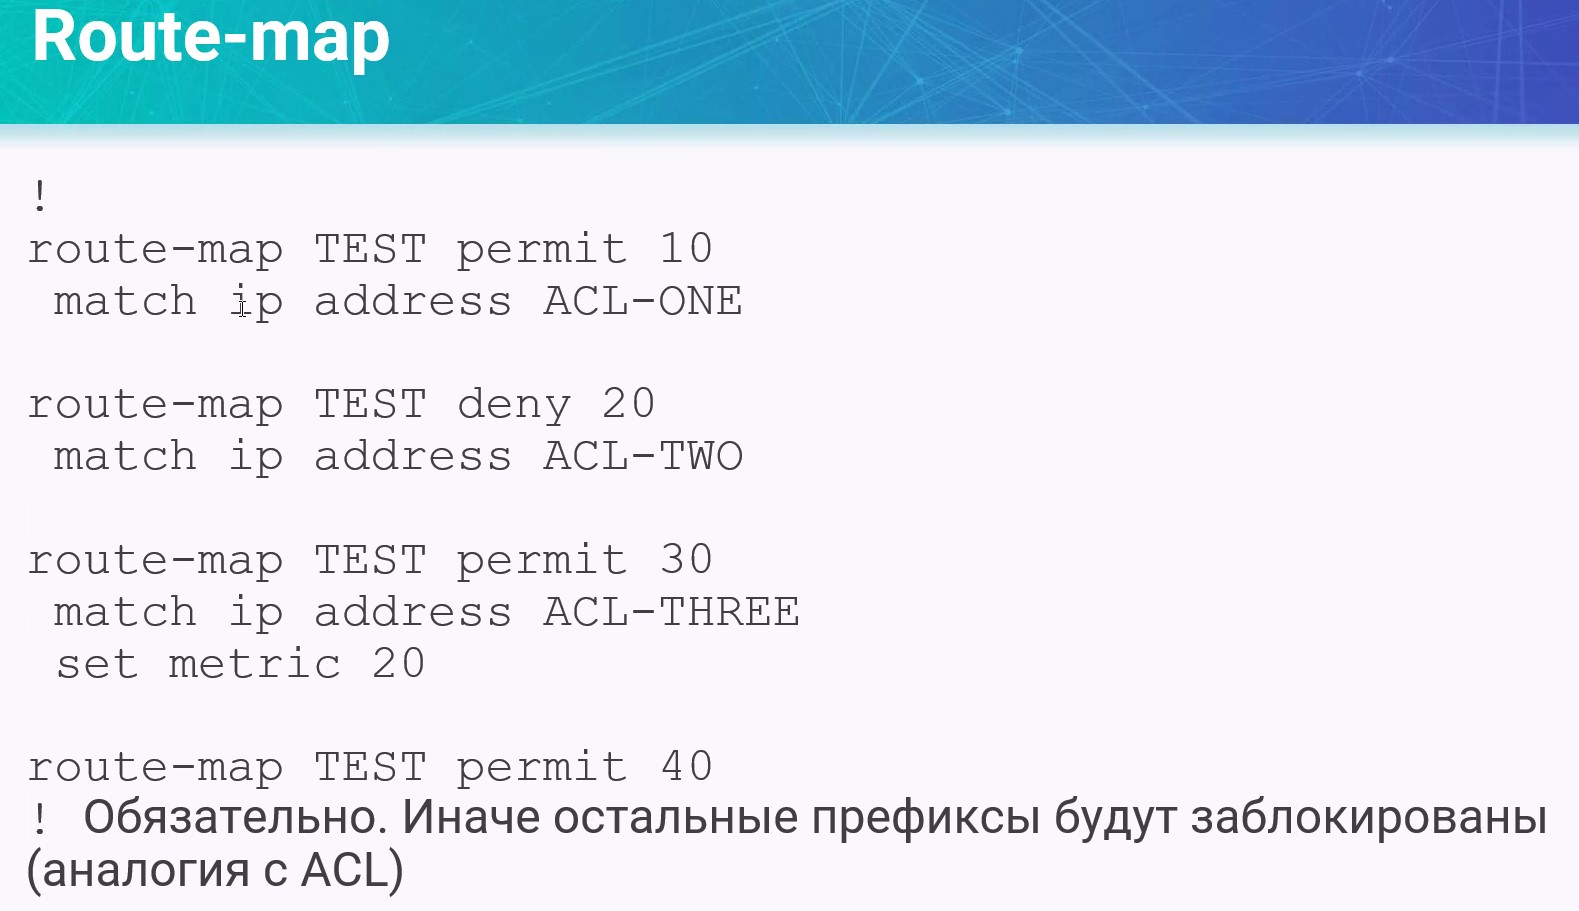 Route-map
!
route-map TEST permit 10
match ip address ACL-ONE
route-map TEST deny 20
match ip address ACL-TWO
route-map TEST permit 30
match ip address ACL-THREE
set metric 20
route-map TEST permit 40
! Обязательно. Иначе остальные префиксы будут заблокированы
(аналогия с ACL)